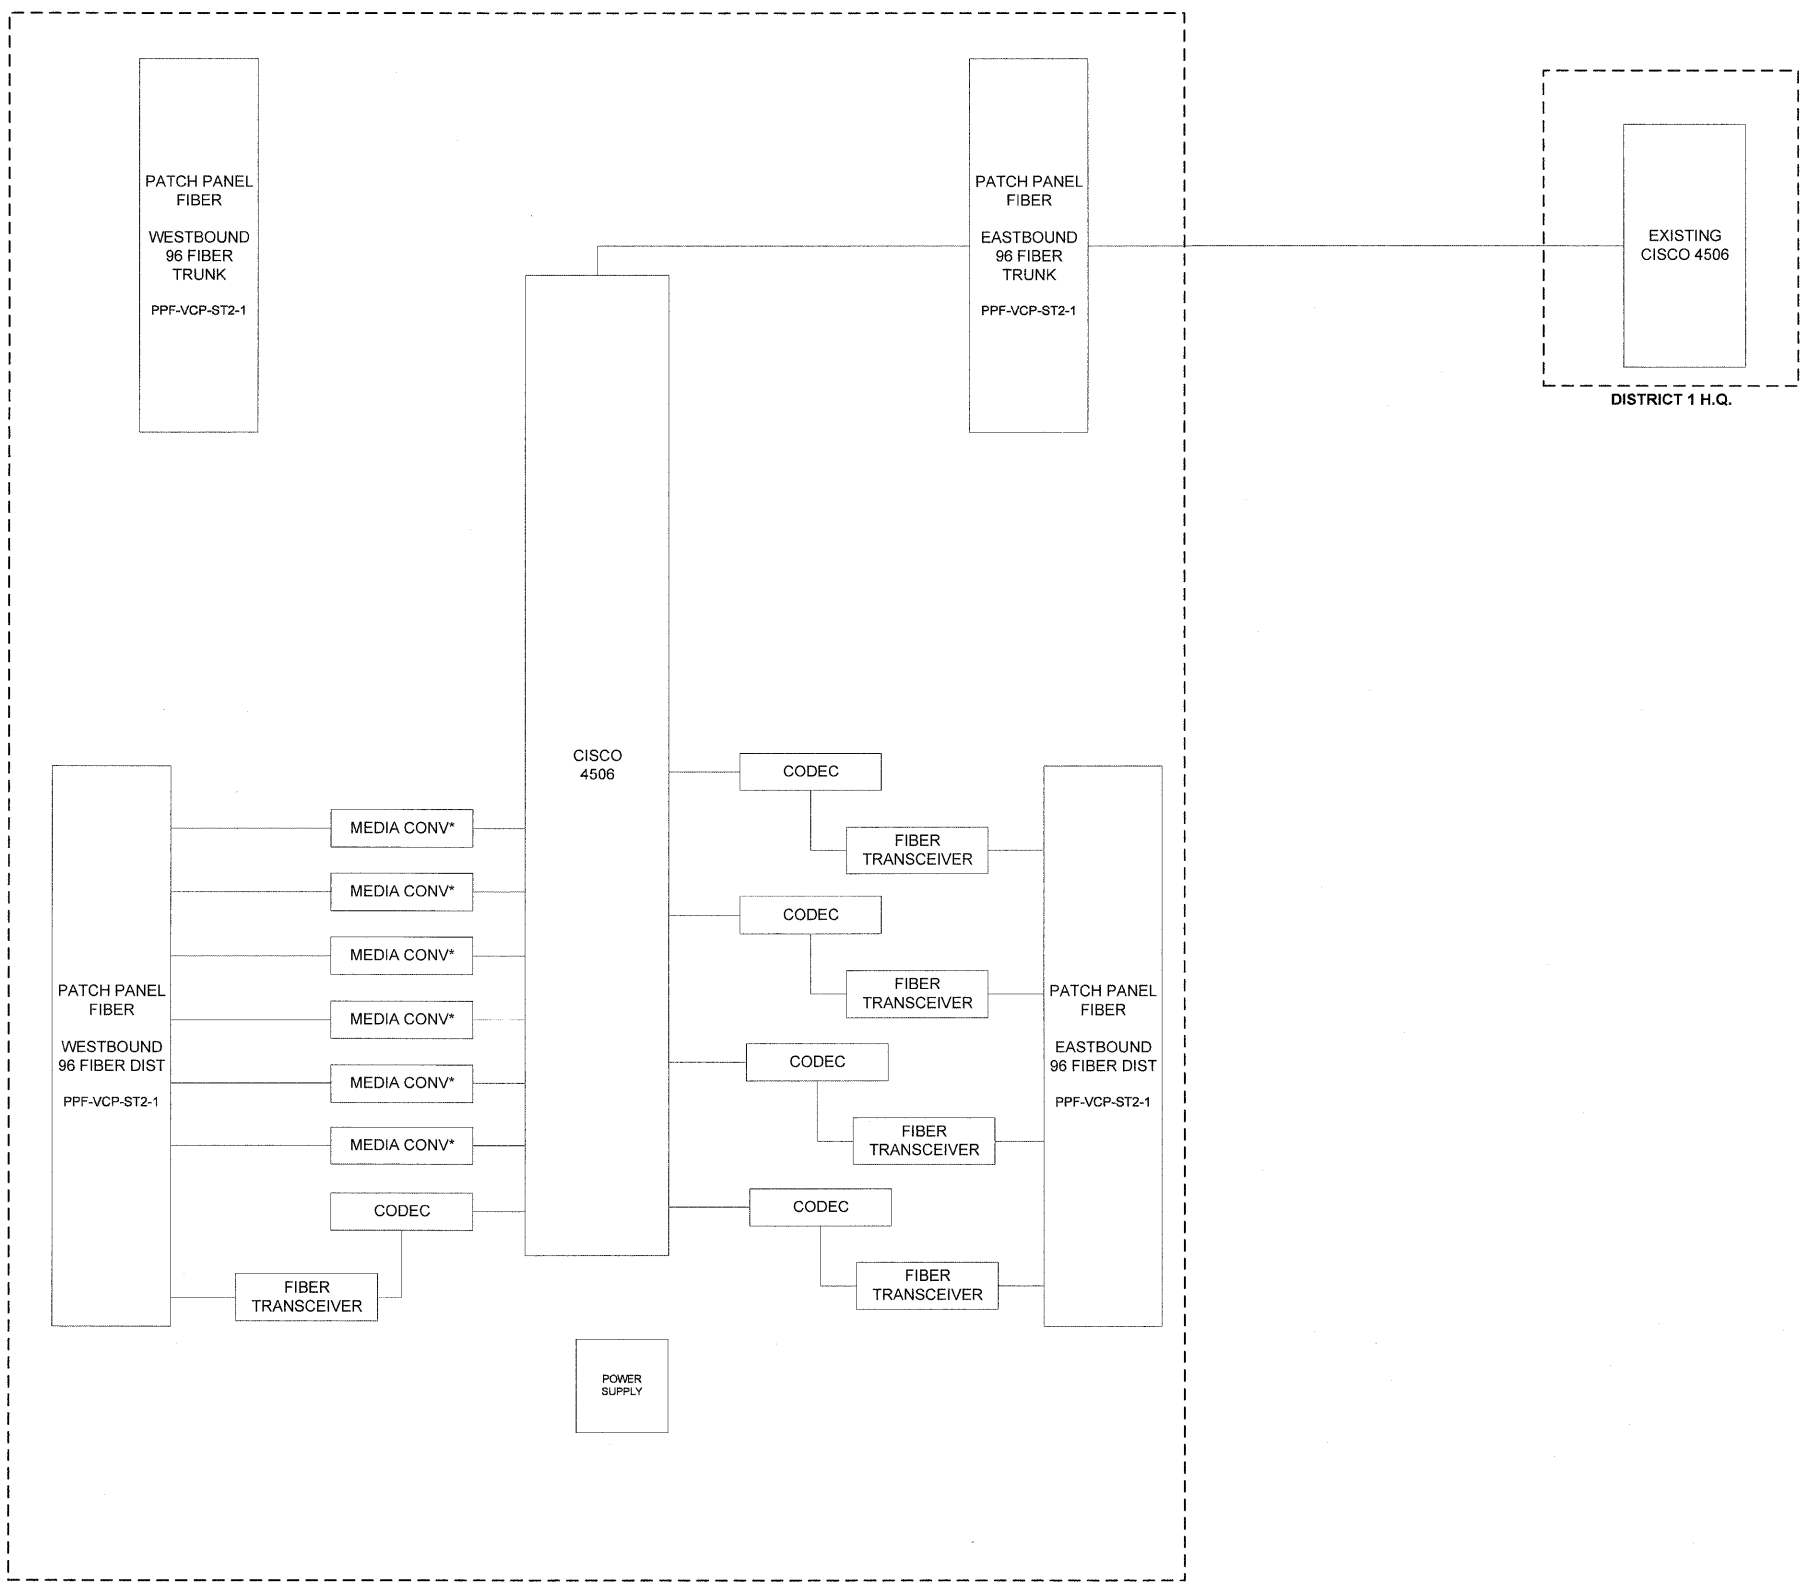 PATCH PANEL
FIBER
WESTBOUND
96 FIBER
TRUNK
PPF-VCP-ST2-1
PATCH PANEL
FIBER
EASTBOUND
96 FIBER
TRUNK
PPF-VCP-ST2-1
EXISTING
CISCO 4506
DISTRICT 1 H.Q.
CISCO
4506
PATCH PANEL
FIBER
WESTBOUND
96 FIBER DIST
PPF-VCP-ST2-1
MEDIA CONV*
MEDIA CONV*
MEDIA CONV*
MEDIA CONV*
MEDIA CONV*
MEDIA CONV*
CODEC
FIBER
TRANSCEIVER
CODEC
FIBER
TRANSCEIVER
CODEC
FIBER
TRANSCEIVER
CODEC
FIBER
TRANSCEIVER
CODEC
FIBER
TRANSCEIVER
PATCH PANEL
FIBER
EASTBOUND
96 FIBER DIST
PPF-VCP-ST2-1
POWER
SUPPLY